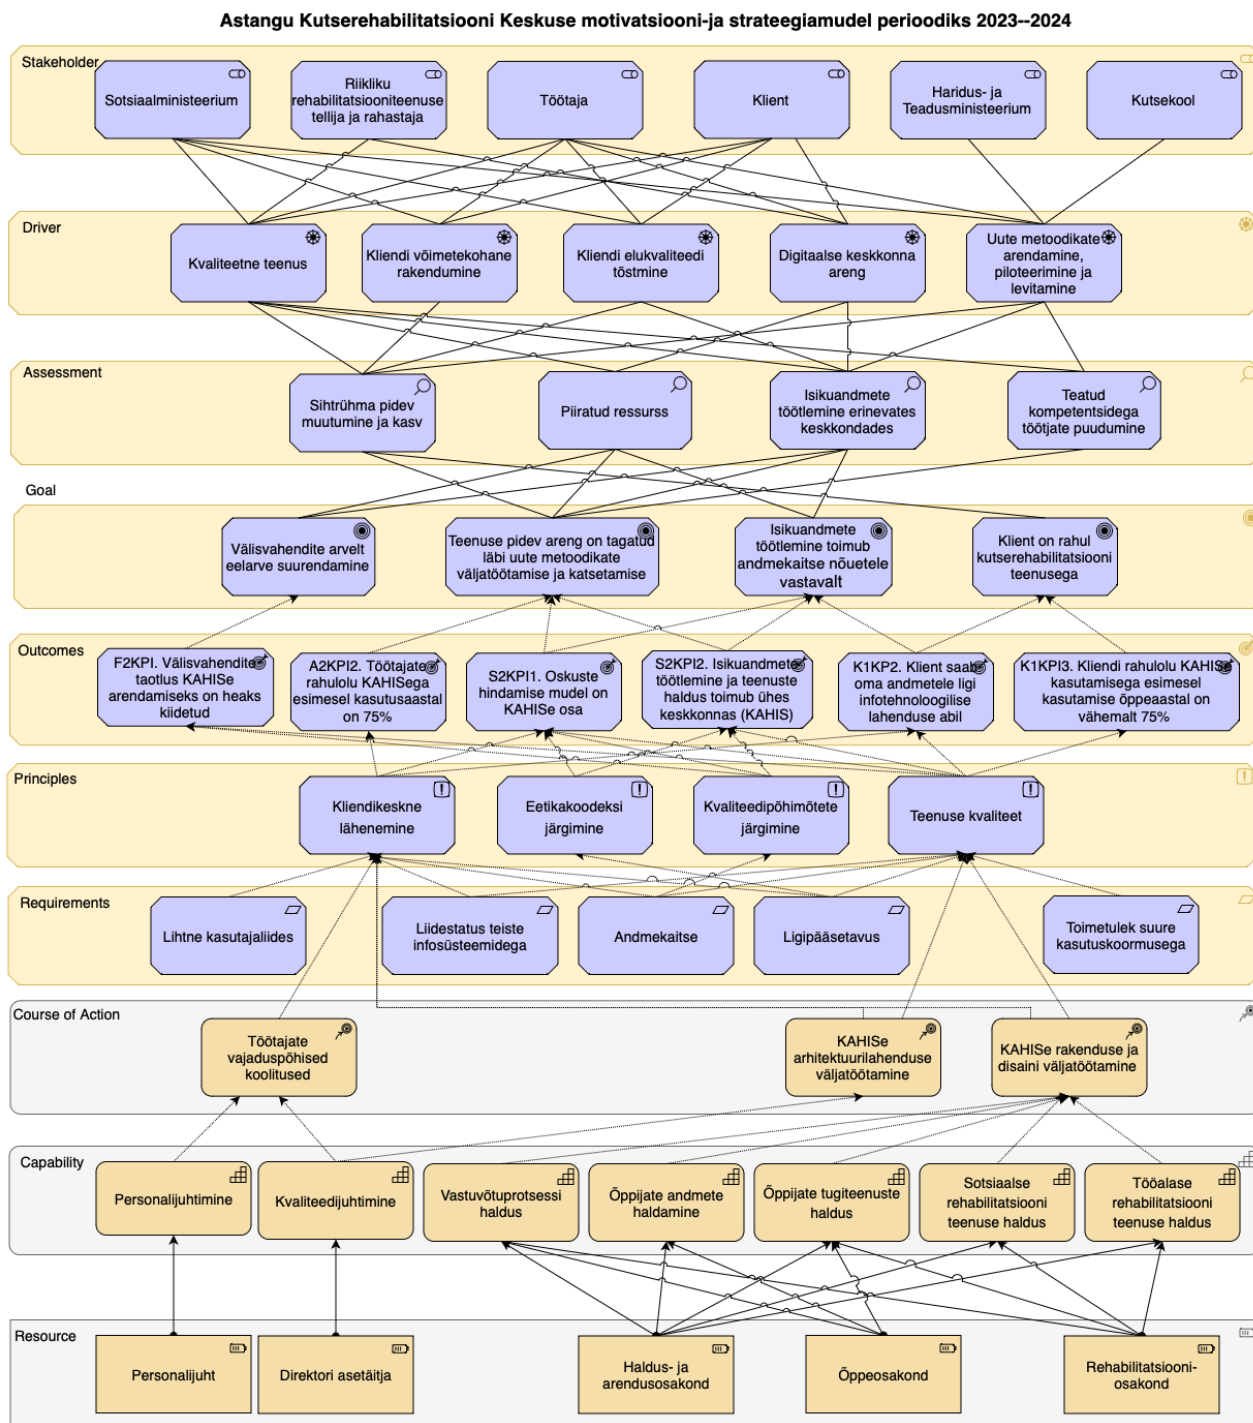 Astangu Kutserehabilitatsiooni Keskuse motivatsiooni-ja strateegiamudel perioodiks 2023--2024
Stakeholder
Sotsiaalministeerium
Riikliku
rehabilitatsiooniteenuse
tellija ja rahastaja
Töötaja
Klient
Haridus- ja
Teadusministeerium
Kutsekool
Driver
Kvaliteetne teenus
Kliendi võimetekohane
rakendumine
Kliendi elukvaliteedi
tõstmine
Digitaalse keskkonna
areng
Uute metoodikate
arendamine,
piloteerimine ja
levitamine
Assessment
Sihtrühma pidev
muutumine ja kasv
Piiratud ressurss
Isikuandmete
töötlemine erinevates
keskkondades
Teatud
kompetentsidega
töötjate puudumine
Goal
Välisvahendite arvelt
eelarve suurendamine
Teenuse pidev areng on tagatud
läbi uute metoodikate
väljatöötamise ja katsetamise
Isikuandmete
töötlemine toimub
andmekaitse nõuetele
vastavalt
Klient on rahul
kutserehabilitatsiooni
teenusega
Outcomes
F2KPI. Välisvahendite
taotlus KAHISe
arendamiseks on heaks
kiidetud
A2KPI2. Töötajate
rahulolu KAHISega
esimesel kasutusaastal
on 75%
S2KPI1. Oskuste
hindamise mudel on
KAHISe osa
S2KPI2. Isikuandmete
töötlemine ja teenuste
haldus toimub ühes
keskkonnas (KAHIS)
K1KP2. Klient saab
oma andmetele ligi
infotehnoloogilise
lahenduse abil
K1KPI3. Kliendi rahulolu KAHISe
kasutamisega esimesel
kasutamise õppeaastal on
vähemalt 75%
Principles
Kliendikeskne
lähenemine
Eetikakoodeksi
järgimine
Kvaliteedipõhimõtete
järgimine
Teenuse kvaliteet
Requirements
Lihtne kasutajaliides
Liidestatus teiste
infosüsteemidega
Andmekaitse
Ligipääsetavus
Toimetulek suure
kasutuskoormusega
Course of Action
Töötajate
vajaduspõhised
koolitused
KAHISe
arhitektuurilahenduse
väljatöötamine
KAHISe rakenduse ja
disaini väljatöötamine
Capability
Personalijuhtimine
Kvaliteedijuhtimine
Vastuvõtuprotsessi
haldus
Õppijate andmete
haldamine
Õppijate tugiteenuste
haldus
Sotsiaalse
rehabilitatsiooni
teenuse haldus
Tööalase
rehabilitatsiooni
teenuse haldus
Resource
Personalijuht
Direktori asetäitja
Haldus- ja
arendusosakond
Õppeosakond
Rehabilitatsiooni-
osakond